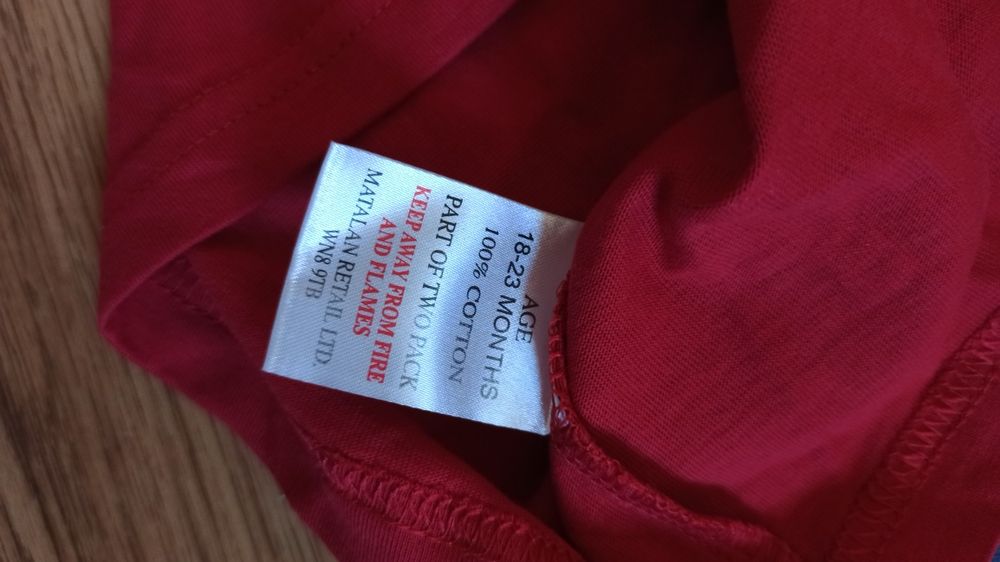 AGE
18-23 MONTHS
100% COTTON
PART OF TWO PACK
KEEP AWAY FROM FIRE
AND FLAMES
MATALAN RETAIL LTD.
WN8 9TB